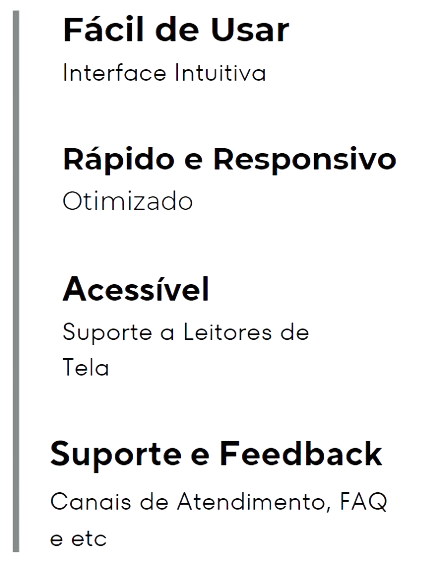 Fácil de Usar
Interface Intuitiva
Rápido e Responsivo
Otimizado
Acessível
Suporte a Leitores de
Tela
Suporte e Feedback
Canais de Atendimento, FAQ
e etc